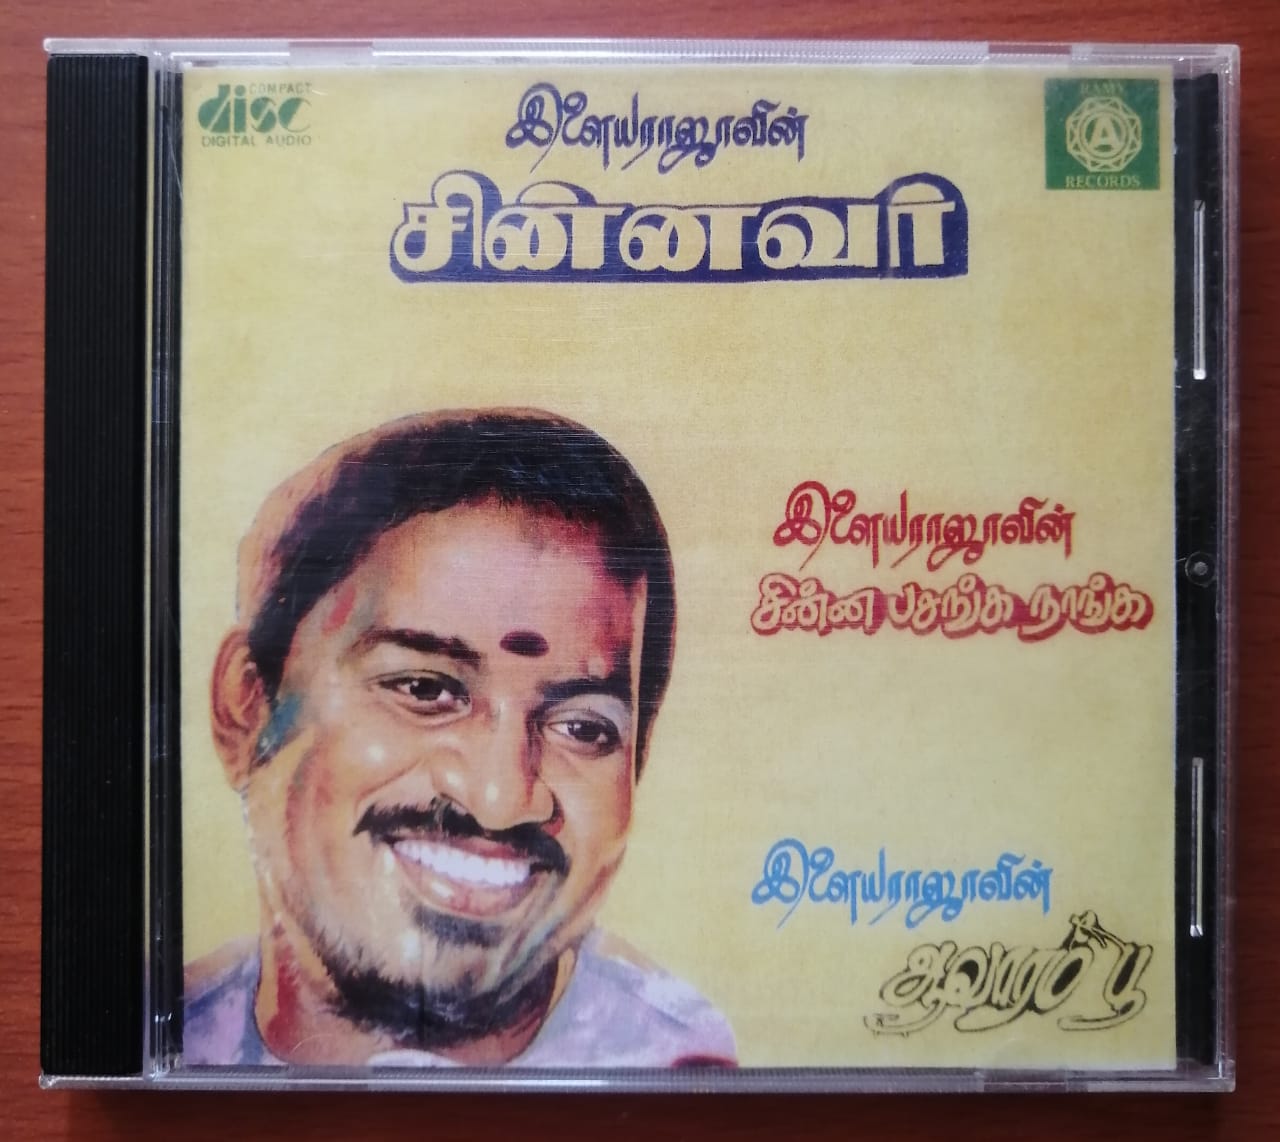 COMPACT
disc
DIGITAL AUDIO
இளையராஜாவின்
சின்னவர்
RAMY
A
RECORDS
இளையராஜாவின்
சின்ன பசங்க நாங்க
இளையராஜாவின்
ஆவாரம் பூ